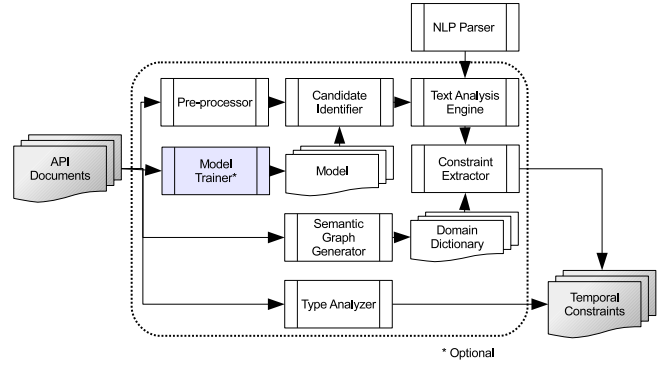 NLP Parser
Pre-processor
Candidate
Identifier
Text Analysis
Engine
API
Documents
Model
Trainer*
Model
Constraint
Extractor
Semantic
Graph
Generator
Domain
Dictionary
Type Analyzer
Temporal
Constraints
* Optional